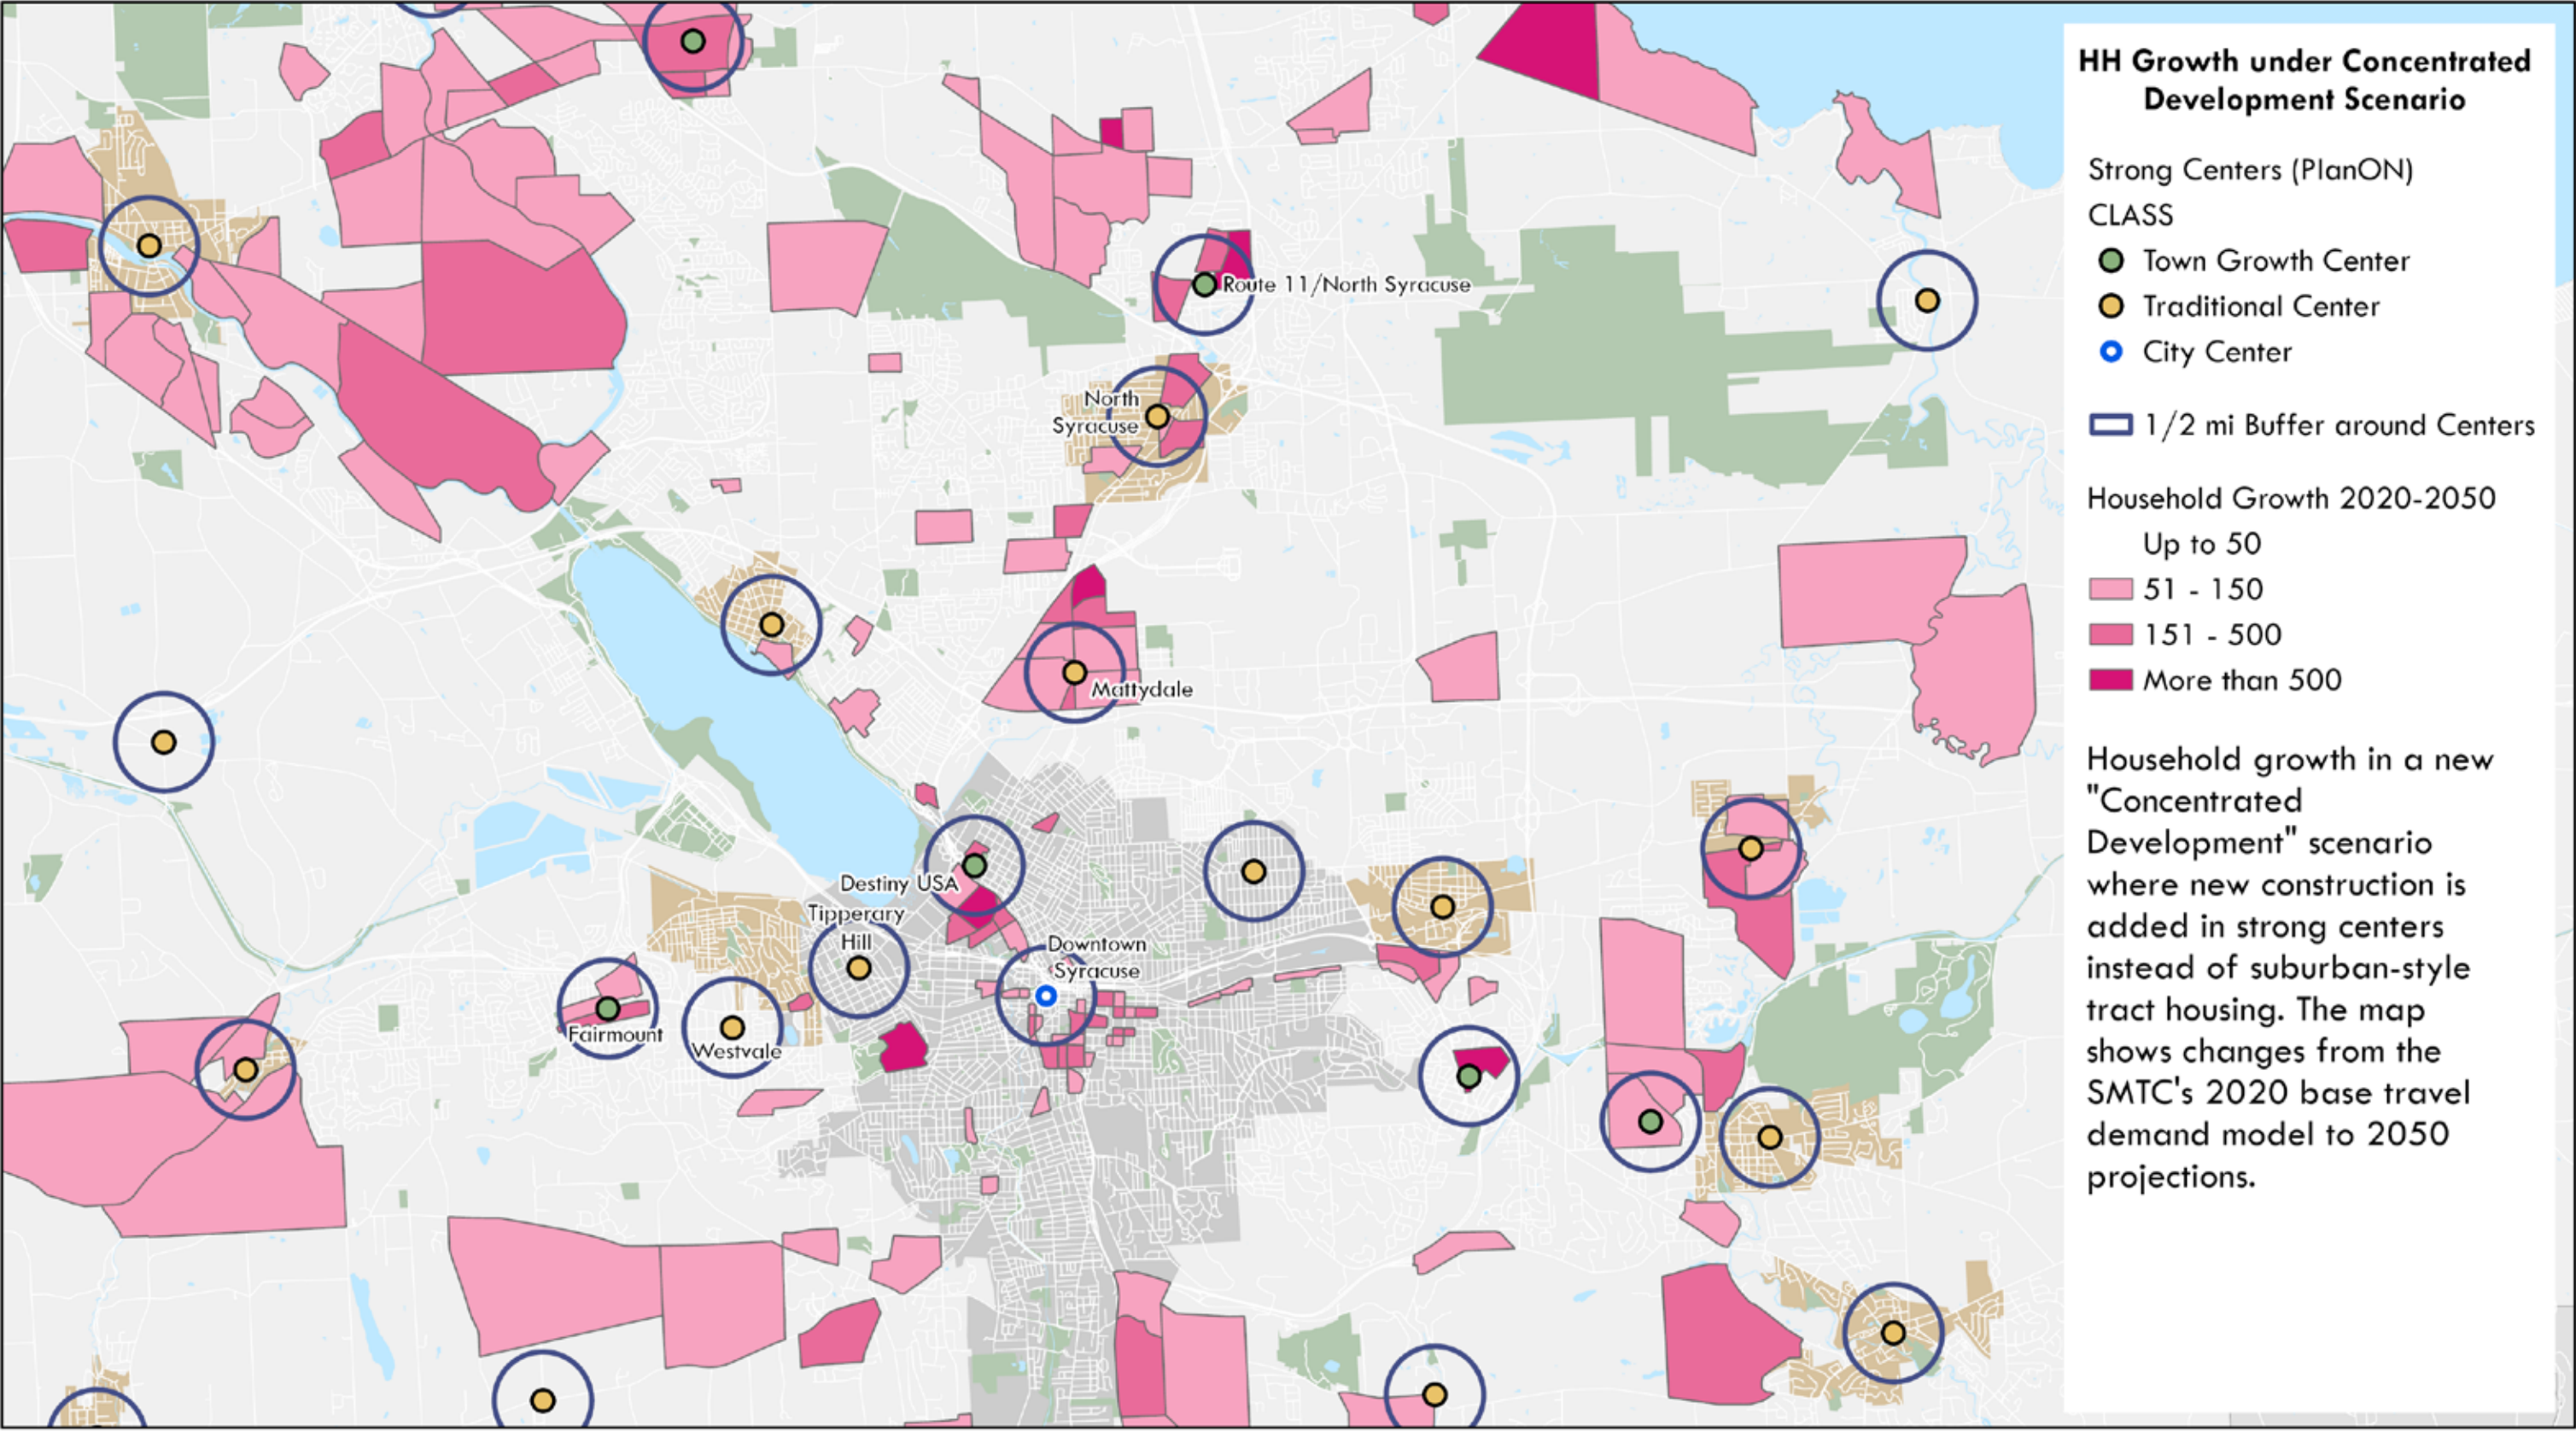 Route 11/North Syracuse
North
Syracuse
Mattydale
Destiny USA
Tipperary
Hill
Downtown
Syracuse
Fairmount
Westvale
HH Growth under Concentrated
Development Scenario
Strong Centers (PlanON)
CLASS
Town Growth Center
Traditional Center
City Center
1/2 mi Buffer around Centers
Household Growth 2020-2050
Up to 50
51 - 150
151 - 500
More than 500
Household growth in a new
"Concentrated
Development" scenario
where new construction is
added in strong centers
instead of suburban-style
tract housing. The map
shows changes from the
SMTC's 2020 base travel
demand model to 2050
projections.